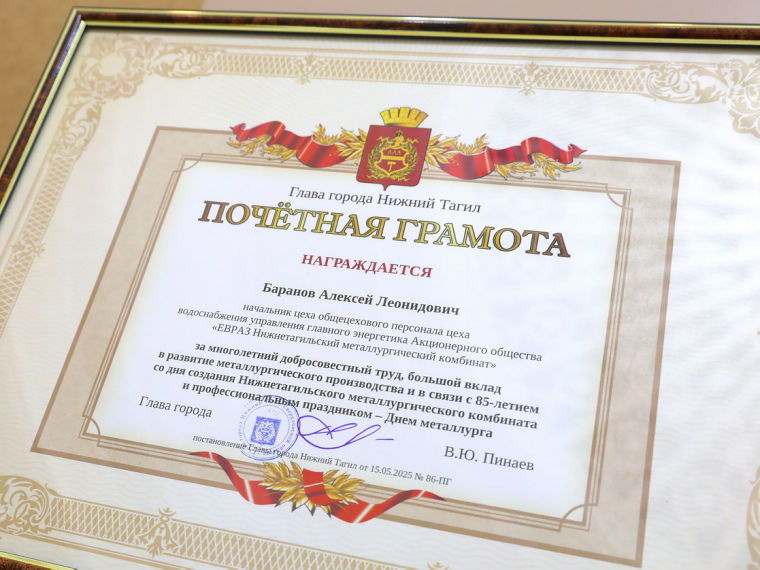 Глава города Нижний Тагил
ПОЧЁТНАЯ ГРАМОТА
НАГРАЖДАЕТСЯ
Баранов Алексей Леонидович
начальник цеха общецехового персонала цеха
водоснабжения управления главного энергетика Акционерного общества
«ЕВРАЗ Нижнетагильский металлургический комбинат»
за многолетний добросовестный труд, большой вклад
в развитие металлургического производства и в связи с 85-летием
со дня создания Нижнетагильского металлургического комбината
и профессиональным праздником – Днем металлурга
Глава города
В.Ю. Пинаев
постановление Главы города Нижний Тагил от 15.05.2025 № 86-ПГ